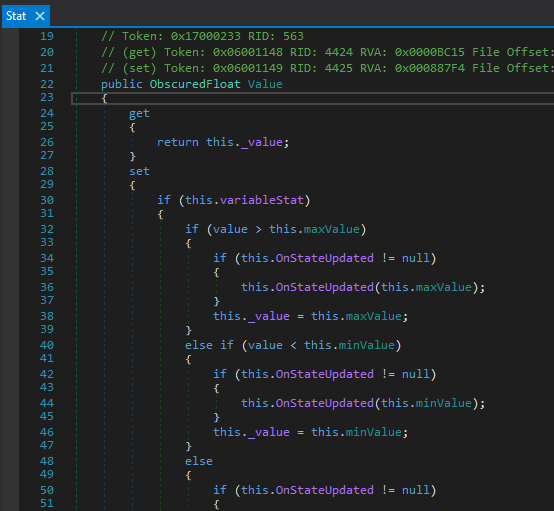 Stat ×
19 // Token: 0x17000233 RID: 563
20 // (get) Token: 0x06001148 RID: 4424 RVA: 0x0000BC15 File Offset:
21 // (set) Token: 0x06001149 RID: 4425 RVA: 0x000887F4 File Offset:
22 public ObscuredFloat Value
23 {
24 get
25 {
26 return this._value;
27 }
28 set
29 {
30 if (this.variableStat)
31 {
32 if (value > this.maxValue)
33 {
34 if (this.OnStateUpdated != null)
35 {
36 this.OnStateUpdated(this.maxValue);
37 }
38 this._value = this.maxValue;
39 }
40 else if (value < this.minValue)
41 {
42 if (this.OnStateUpdated != null)
43 {
44 this.OnStateUpdated(this.minValue);
45 }
46 this._value = this.minValue;
47 }
48 else
49 {
50 if (this.OnStateUpdated != null)
51 {